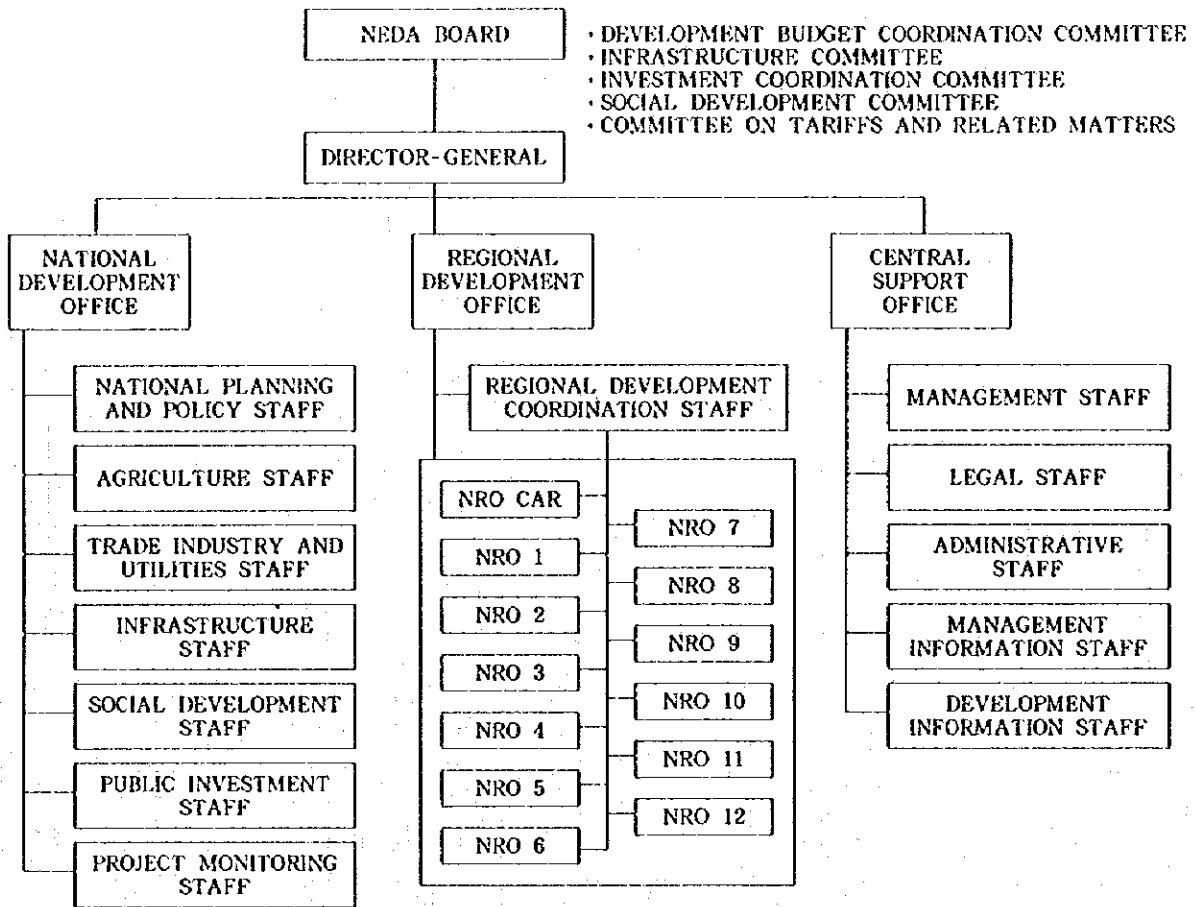 NEDA BOARD
· DEVELOPMENT BUDGET COORDINATION COMMITTEE
· INFRASTRUCTURE COMMITTEE
· INVESTMENT COORDINATION COMMITTEE
· SOCIAL DEVELOPMENT COMMITTEE
· COMMITTEE ON TARIFFS AND RELATED MATTERS
DIRECTOR-GENERAL
NATIONAL
DEVELOPMENT
OFFICE
REGIONAL
DEVELOPMENT
OFFICE
CENTRAL
SUPPORT
OFFICE
NATIONAL PLANNING
AND POLICY STAFF
AGRICULTURE STAFF
TRADE INDUSTRY AND
UTILITIES STAFF
INFRASTRUCTURE
STAFF
SOCIAL DEVELOPMENT
STAFF
PUBLIC INVESTMENT
STAFF
PROJECT MONITORING
STAFF
REGIONAL DEVELOPMENT
COORDINATION STAFF
NRO CAR
NRO 1
NRO 2
NRO 3
NRO 4
NRO 5
NRO 6
NRO 7
NRO 8
NRO 9
NRO 10
NRO 11
NRO 12
MANAGEMENT STAFF
LEGAL STAFF
ADMINISTRATIVE
STAFF
MANAGEMENT
INFORMATION STAFF
DEVELOPMENT
INFORMATION STAFF